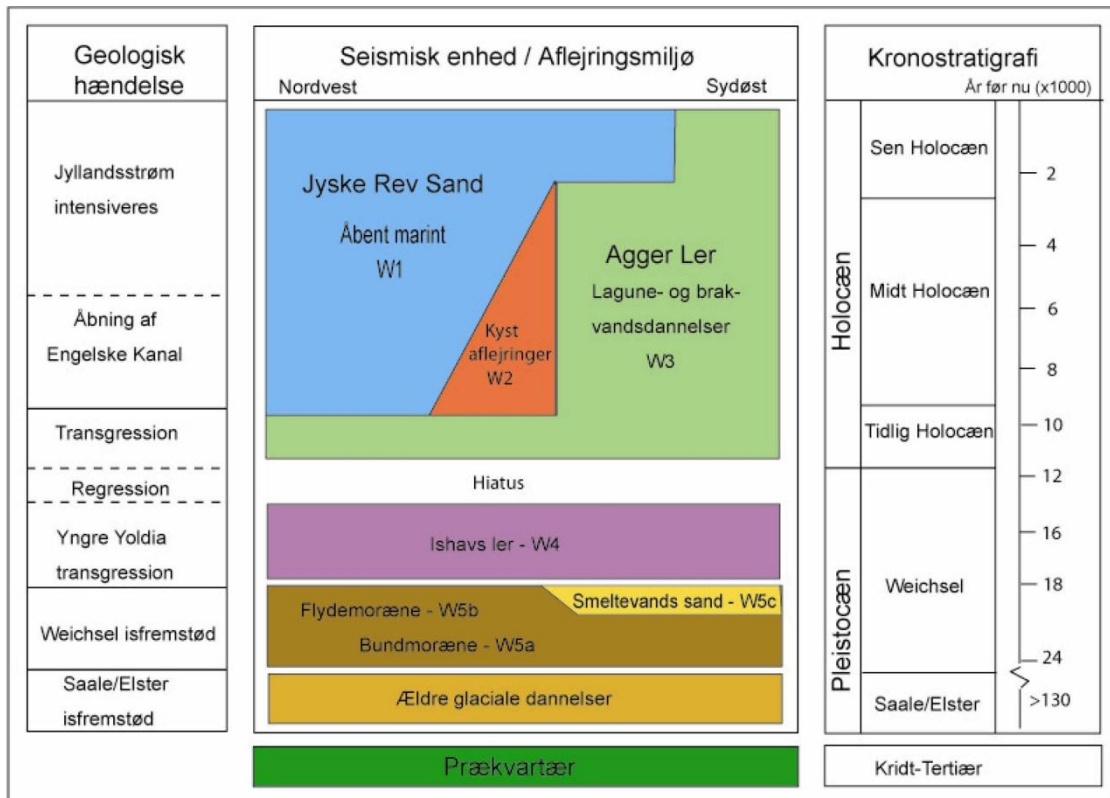 Geologisk
hændelse
Jyllandsstrøm
intensiveres
Åbning af
Engelske Kanal
Transgression
Regression
Yngre Yoldia
transgression
Weichsel isfremstød
Saale/Elster
isfremstød
Seismisk enhed / Aflejringsmiljø
Nordvest
Sydøst
Jyske Rev Sand
Åbent marint
W1
Kyst
aflejringer
W2
Agger Ler
Lagune- og brak-
vandsdannelser
W3
Hiatus
Ishavs ler - W4
Smeltevands sand - W5c
Flydemoræne - W5b
Bundmoræne - W5a
Ældre glaciale dannelser
Prækvartær
Kronostratigrafi
År før nu (x1000)
Holocæn
Pleistocæn
Sen Holocæn
Midt Holocæn
Tidlig Holocæn
Weichsel
Saale/Elster
2
4
6
8
10
12
16
18
24
>130
Kridt-Tertiær